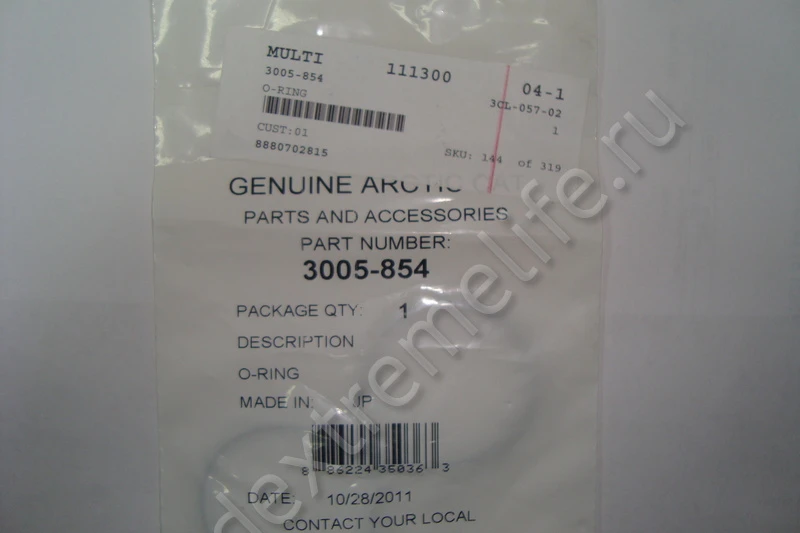 MULTI 111300 04-1
3005-854 3CL-057-02
O-RING 1
CUST:01
8880702815 SKU: 144 of 319
GENUINE ARCTIC CAT
PARTS AND ACCESSORIES
PART NUMBER:
3005-854
PACKAGE QTY: 1
DESCRIPTION
O-RING
MADE IN: JP
8 86224 35036 3
DATE: 10/28/2011
CONTACT YOUR LOCAL
dextremelife.ru